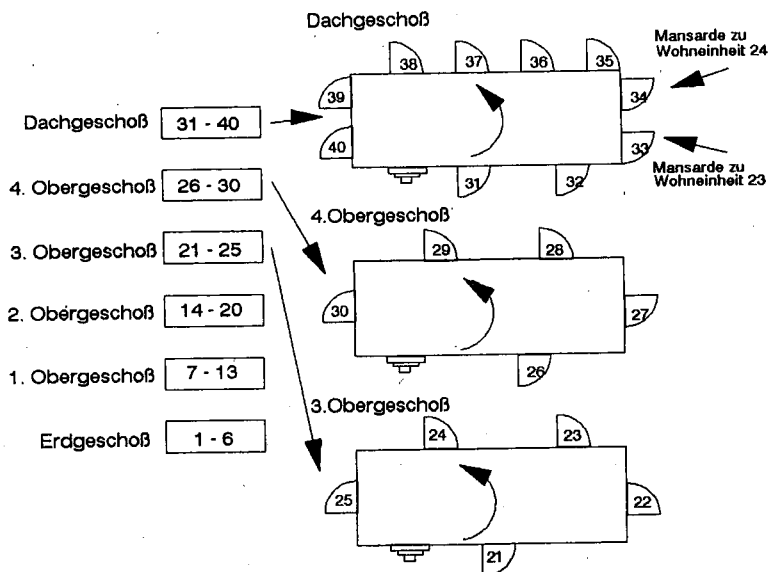 Dachgeschoß
38 37 36 35
Mansarde zu
Wohneinheit 24
39 34
Dachgeschoß 31 - 40
40 33
Mansarde zu
Wohneinheit 23
31 32
4. Obergeschoß 26 - 30
4.Obergeschoß
29 28
3. Obergeschoß 21 - 25
30 27
2. Obergeschoß 14 - 20
26
1. Obergeschoß 7 - 13
3.Obergeschoß
24 23
Erdgeschoß 1 - 6
25 22
21